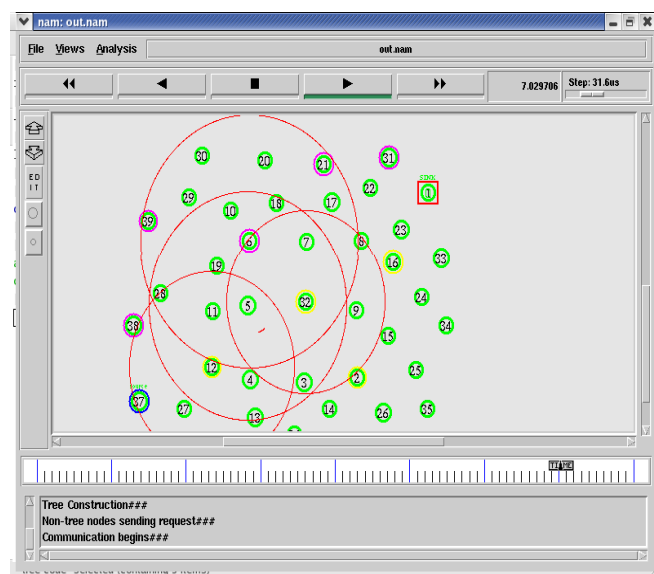 nam: out.nam
File Views Analysis out.nam
7.029706 Step: 31.6us
ED
IT
30 20 21 31
SINK
22 1
29 18 17
10
39 23
6 7 8
19 16 33
28 32 24
11 5 9
38 34
15
12 25
4 3 2
37 27 14 26 35
13
TIME
Tree Construction###
Non-tree nodes sending request###
Communication begins###